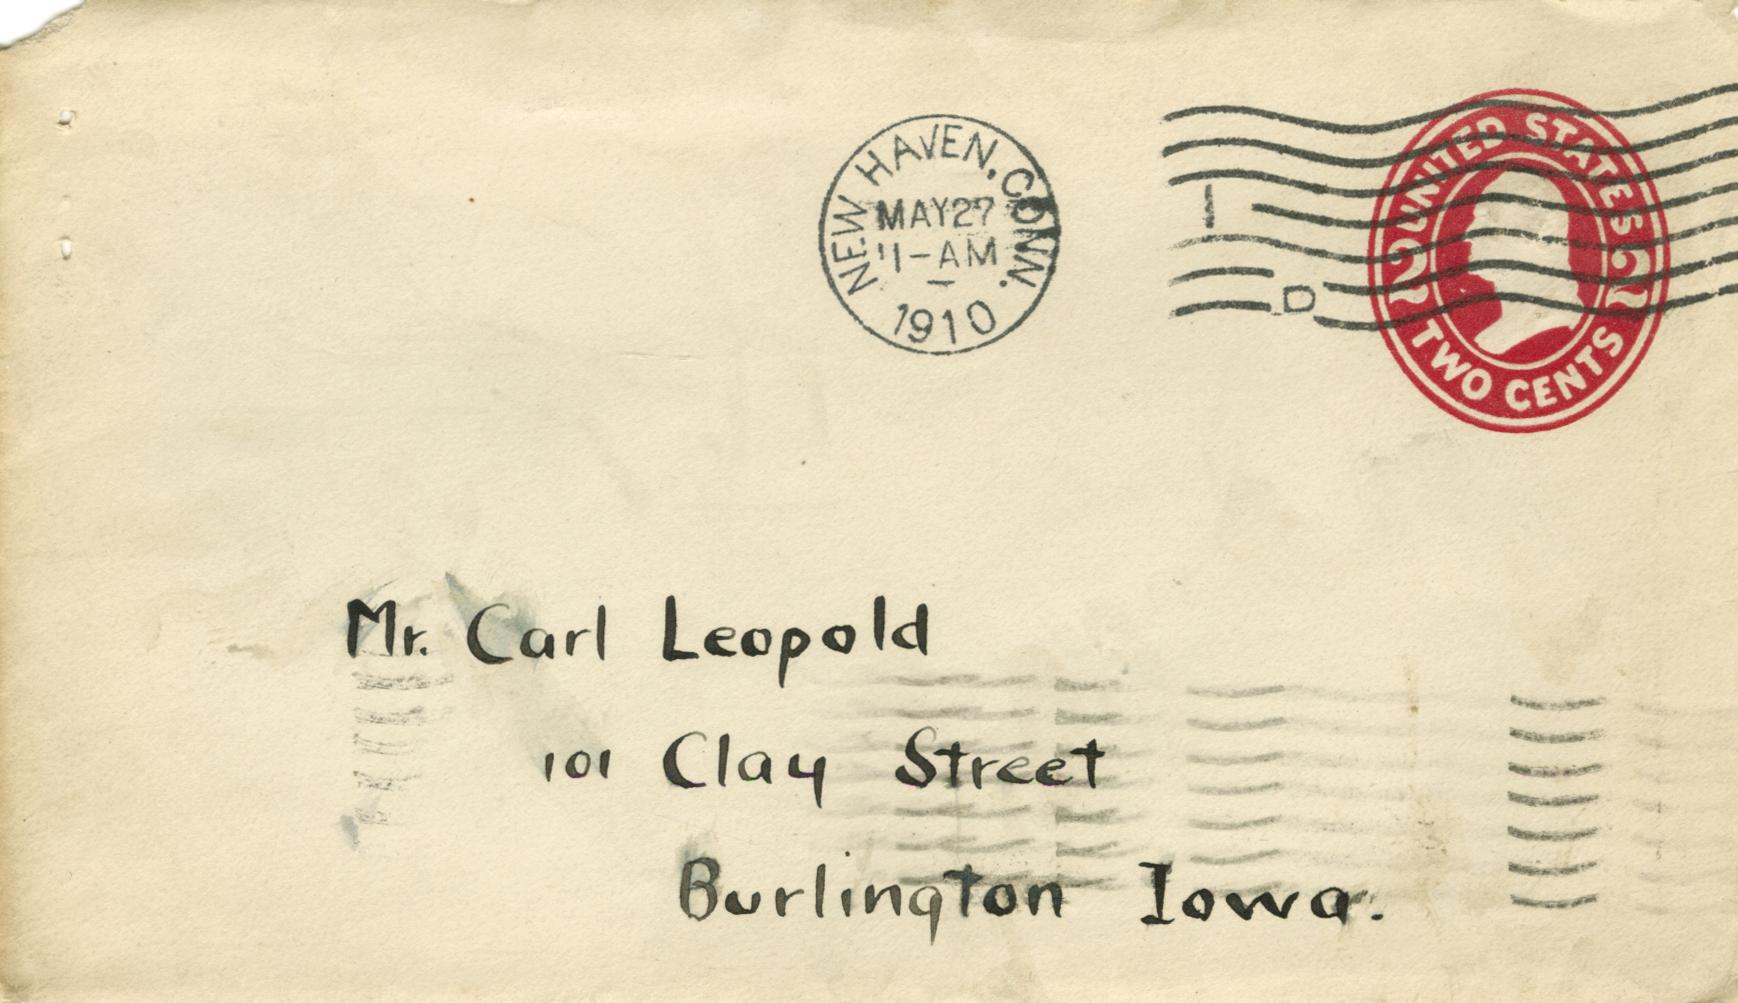 NEW HAVEN, CONN.
MAY 27
11-AM
1910
1
D
UNITED STATES
2 2
TWO CENTS
Mr. Carl Leopold
101 Clay Street
Burlington Iowa.